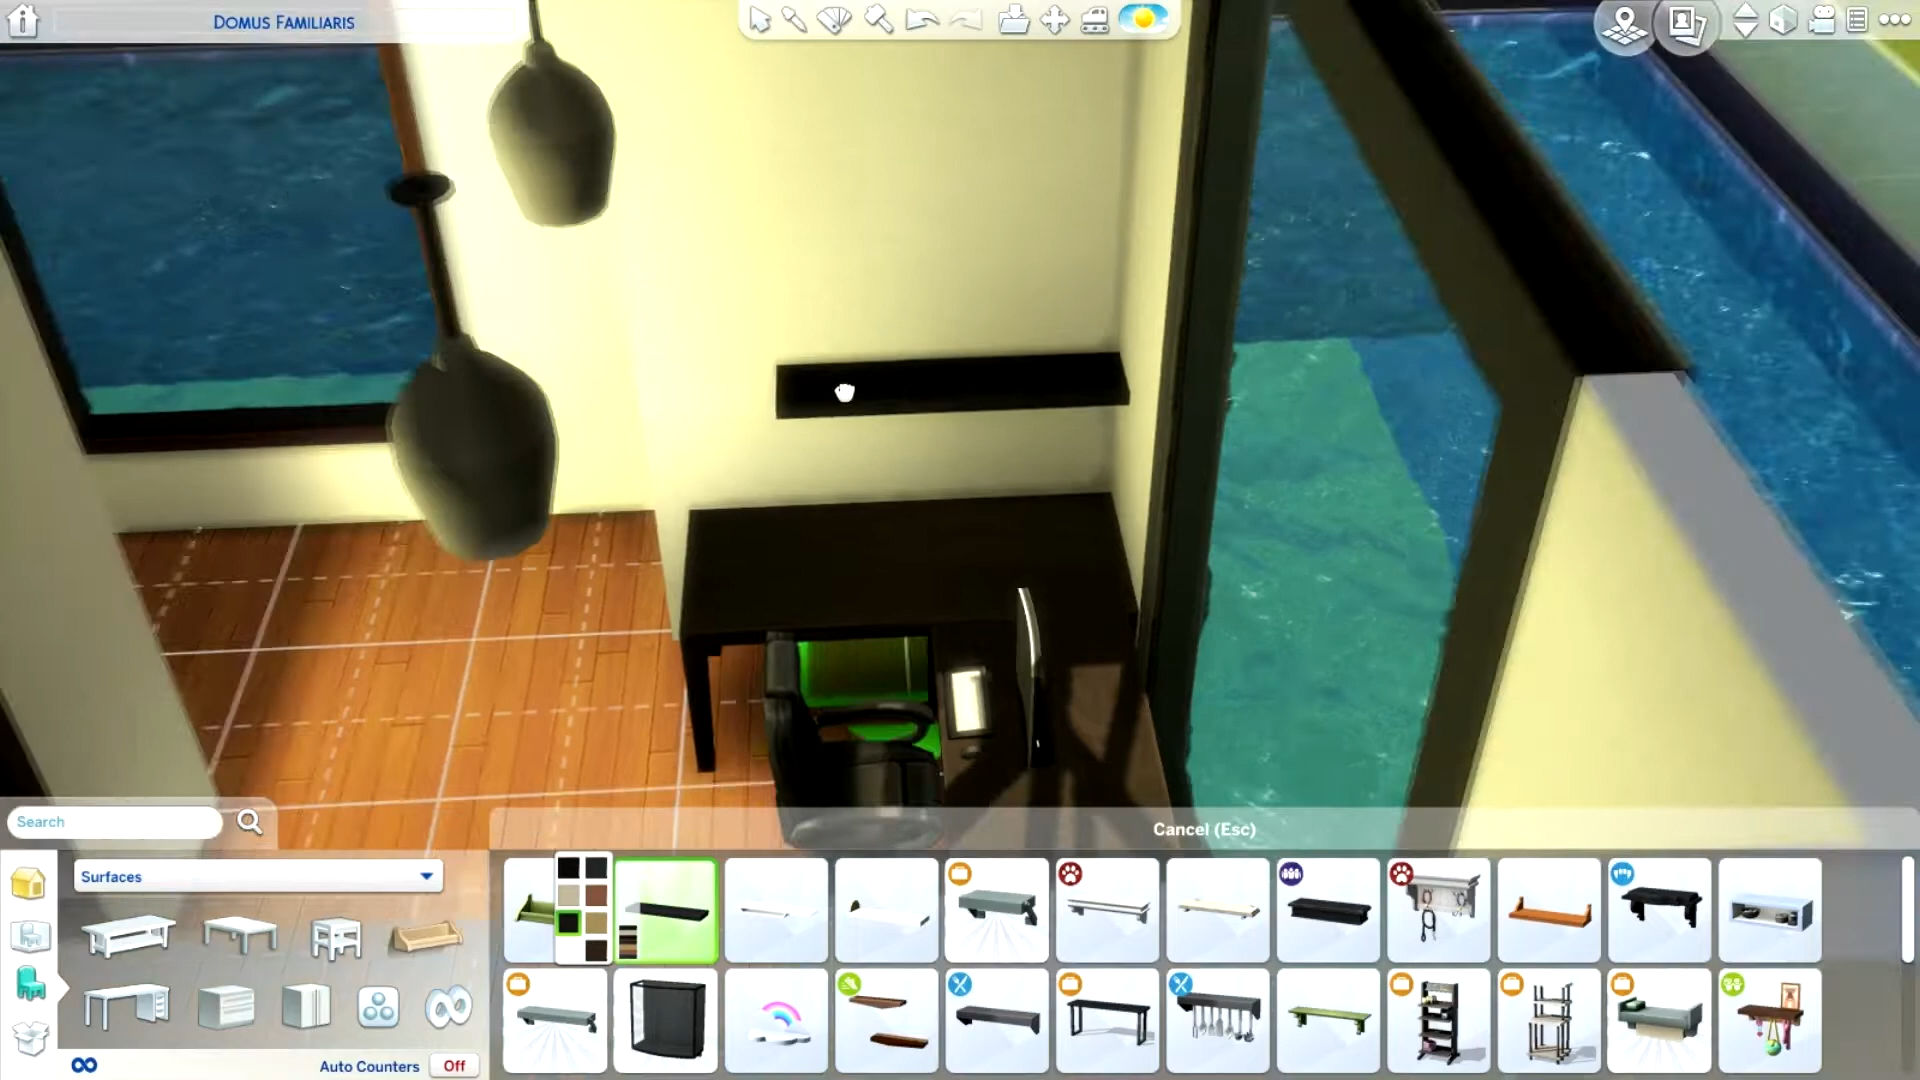 Domus Familiaris
Search
Cancel (Esc)
Surfaces
Auto Counters
Off